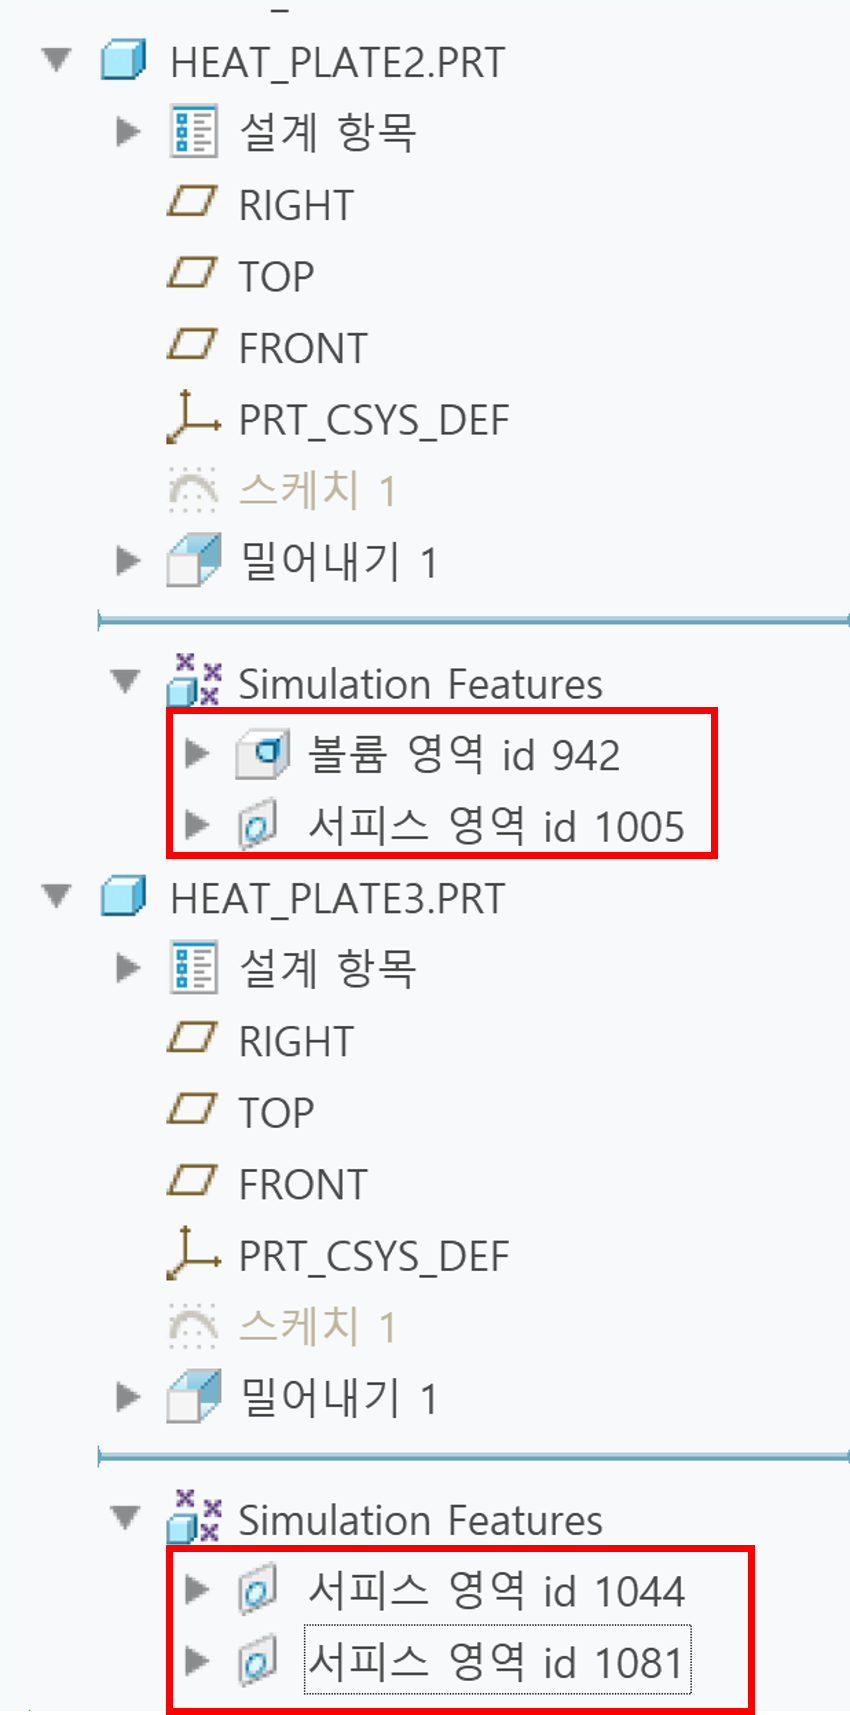 HEAT_PLATE2.PRT
설계 항목
RIGHT
TOP
FRONT
PRT_CSYS_DEF
스케치 1
밀어내기 1
Simulation Features
볼륨 영역 id 942
서피스 영역 id 1005
HEAT_PLATE3.PRT
설계 항목
RIGHT
TOP
FRONT
PRT_CSYS_DEF
스케치 1
밀어내기 1
Simulation Features
서피스 영역 id 1044
서피스 영역 id 1081